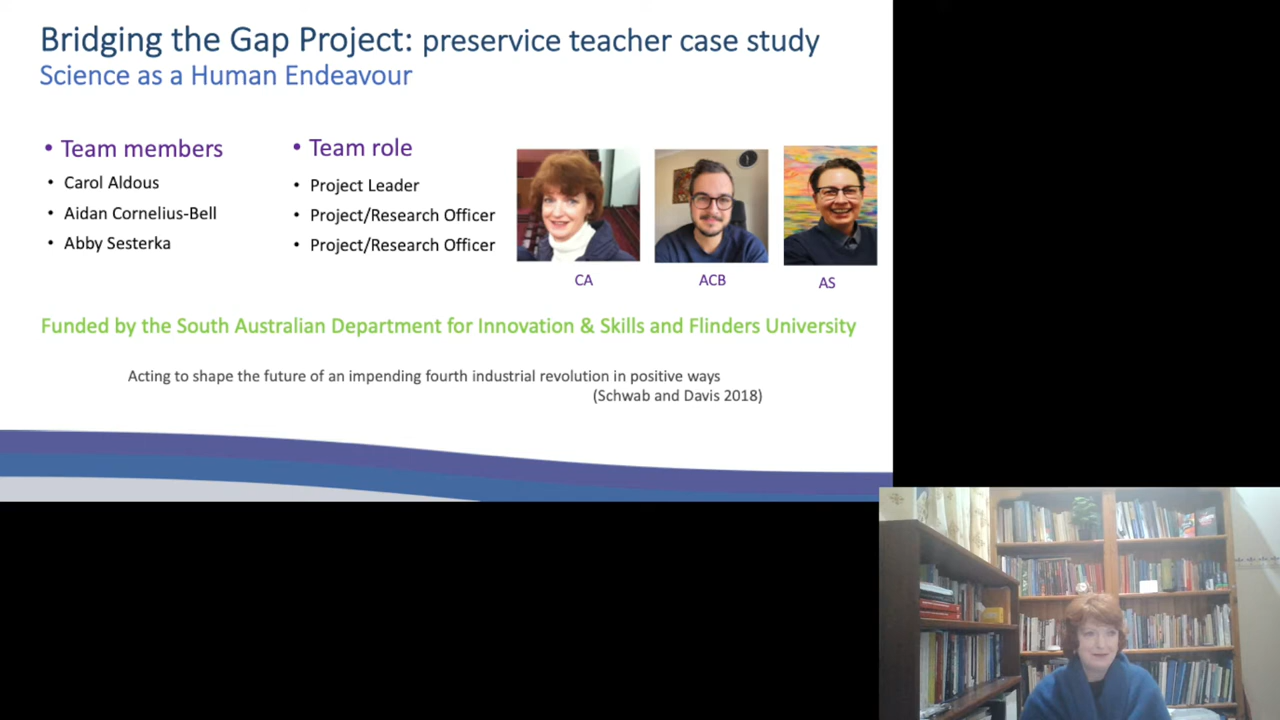 Bridging the Gap Project: preservice teacher case study
Science as a Human Endeavour
• Team members
• Carol Aldous
• Aidan Cornelius-Bell
• Abby Sesterka
• Team role
• Project Leader
• Project/Research Officer
• Project/Research Officer
CA
ACB
AS
Funded by the South Australian Department for Innovation & Skills and Flinders University
Acting to shape the future of an impending fourth industrial revolution in positive ways
(Schwab and Davis 2018)